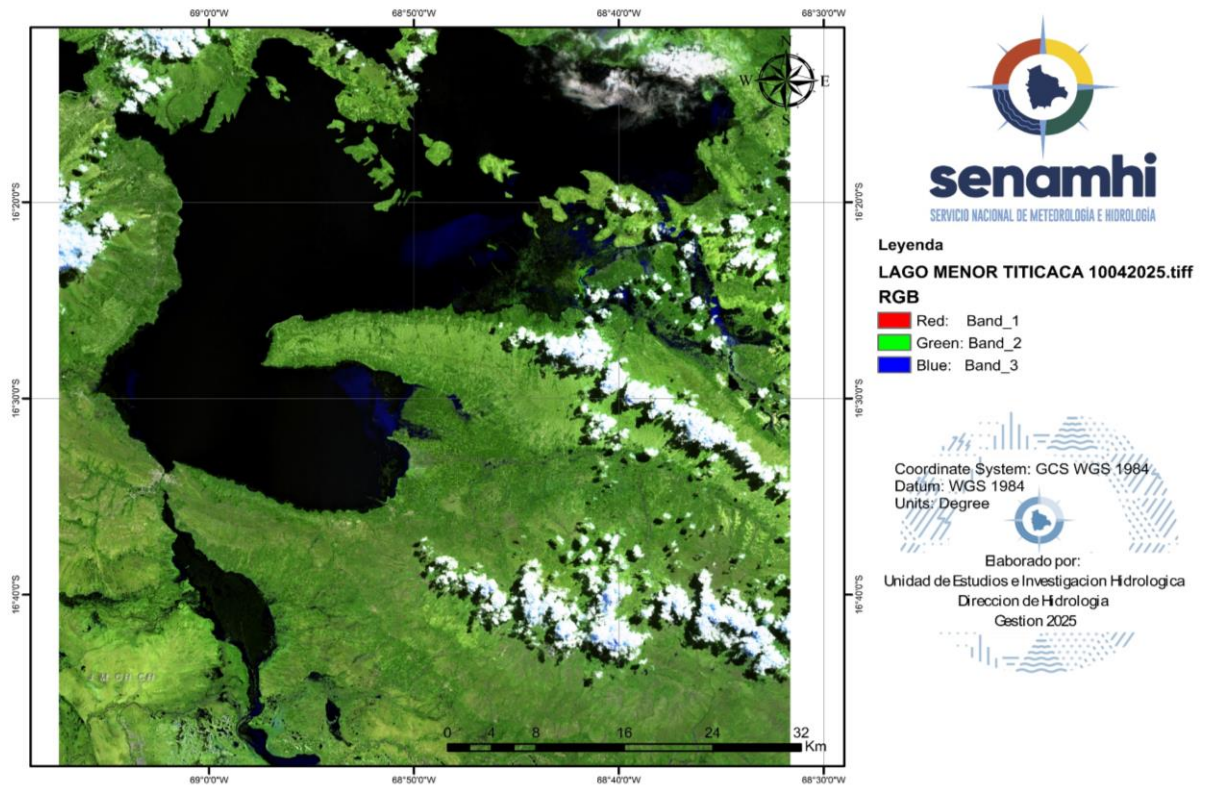 69°0'0"W 68°50'0"W 68°40'0"W 68°30'0"W
N
W E
S
16°20'0"S 16°20'0"S
16°30'0"S 16°30'0"S
16°40'0"S 16°40'0"S
0 2 4 8 16 24 32
Km
69°0'0"W 68°50'0"W 68°40'0"W 68°30'0"W
senamhi
SERVICIO NACIONAL DE METEOROLOGÍA E HIDROLOGÍA
Leyenda
LAGO MENOR TITICACA 10042025.tiff
RGB
Red: Band_1
Green: Band_2
Blue: Band_3
Coordinate System: GCS WGS 1984
Datum: WGS 1984
Units: Degree
Elaborado por:
Unidad de Estudios e Investigacion Hidrologica
Direccion de Hidrologia
Gestion 2025